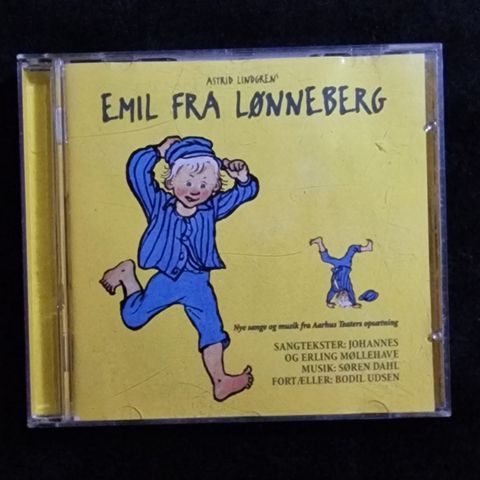 ASTRID LINDGREN'
EMIL FRA LØNNEBERG
Nye sange og musik fra Aarhus Teaters opsætning
SANGTEKSTER: JOHANNES
OG ERLING MØLLEHAVE
MUSIK: SØREN DAHL
FORTÆLLER: BODIL UDSEN